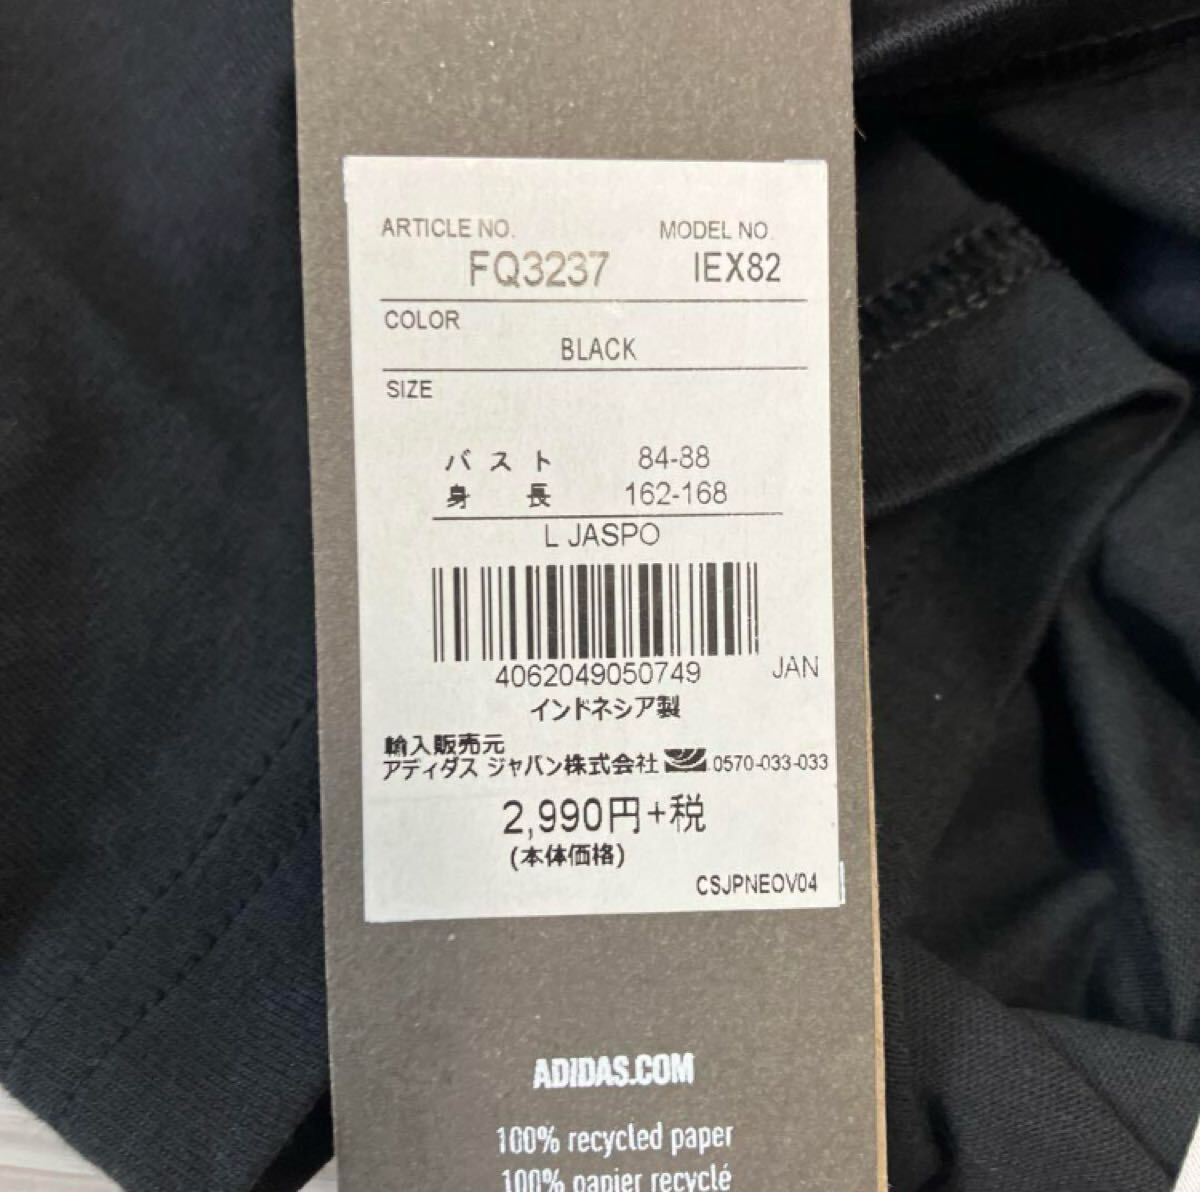 ARTICLE NO. MODEL NO.
FQ3237 IEX82
COLOR
BLACK
SIZE
バスト 84-88
身長 162-168
L JASPO
4062049050749 JAN
インドネシア製
輸入販売元
アディダス ジャパン株式会社 0570-033-033
2,990円+税
(本体価格)
CSJPNEOV04
ADIDAS.COM
100% recycled paper
100% papier recyclé